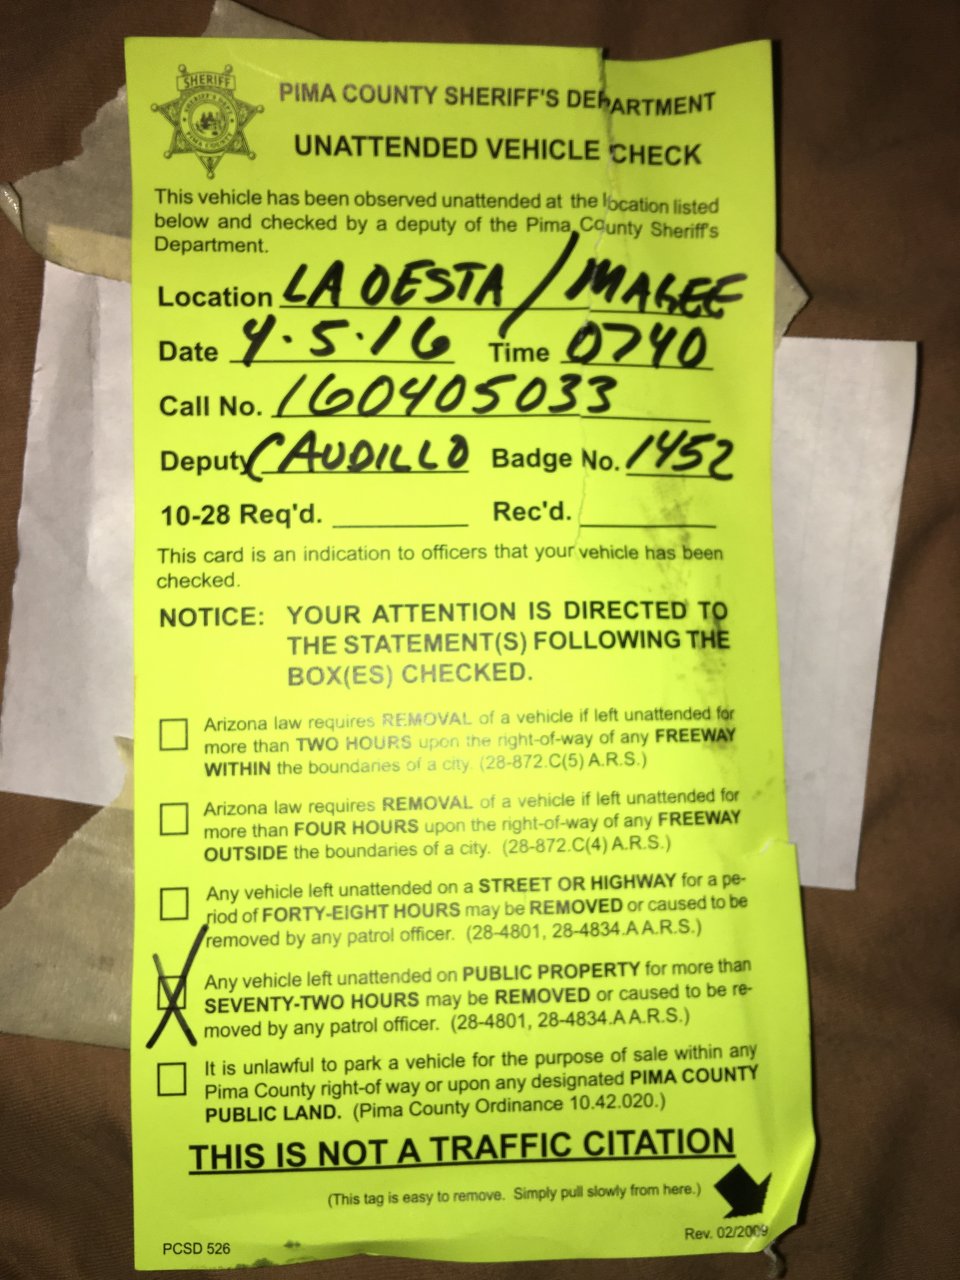 SHERIFF
PIMA COUNTY SHERIFF'S DEPARTMENT
UNATTENDED VEHICLE CHECK
This vehicle has been observed unattended at the location listed
below and checked by a deputy of the Pima County Sheriff's
Department.
Location LA OESTA / MAGEE
Date 4.5.16 Time 0740
Call No. 160405033
Deputy CAUDILLO Badge No. 1452
10-28 Req'd. Rec'd.
This card is an indication to officers that your vehicle has been
checked.
NOTICE: YOUR ATTENTION IS DIRECTED TO
THE STATEMENT(S) FOLLOWING THE
BOX(ES) CHECKED.
Arizona law requires REMOVAL of a vehicle if left unattended for
more than TWO HOURS upon the right-of-way of any FREEWAY
WITHIN the boundaries of a city. (28-872.C(5) A.R.S.)
Arizona law requires REMOVAL of a vehicle if left unattended for
more than FOUR HOURS upon the right-of-way of any FREEWAY
OUTSIDE the boundaries of a city. (28-872.C(4) A.R.S.)
Any vehicle left unattended on a STREET OR HIGHWAY for a pe-
riod of FORTY-EIGHT HOURS may be REMOVED or caused to be
removed by any patrol officer. (28-4801, 28-4834.A A.R.S.)
X Any vehicle left unattended on PUBLIC PROPERTY for more than
SEVENTY-TWO HOURS may be REMOVED or caused to be re-
moved by any patrol officer. (28-4801, 28-4834.A A.R.S.)
It is unlawful to park a vehicle for the purpose of sale within any
Pima County right-of way or upon any designated PIMA COUNTY
PUBLIC LAND. (Pima County Ordinance 10.42.020.)
THIS IS NOT A TRAFFIC CITATION
(This tag is easy to remove. Simply pull slowly from here.)
PCSD 526 Rev. 02/2009